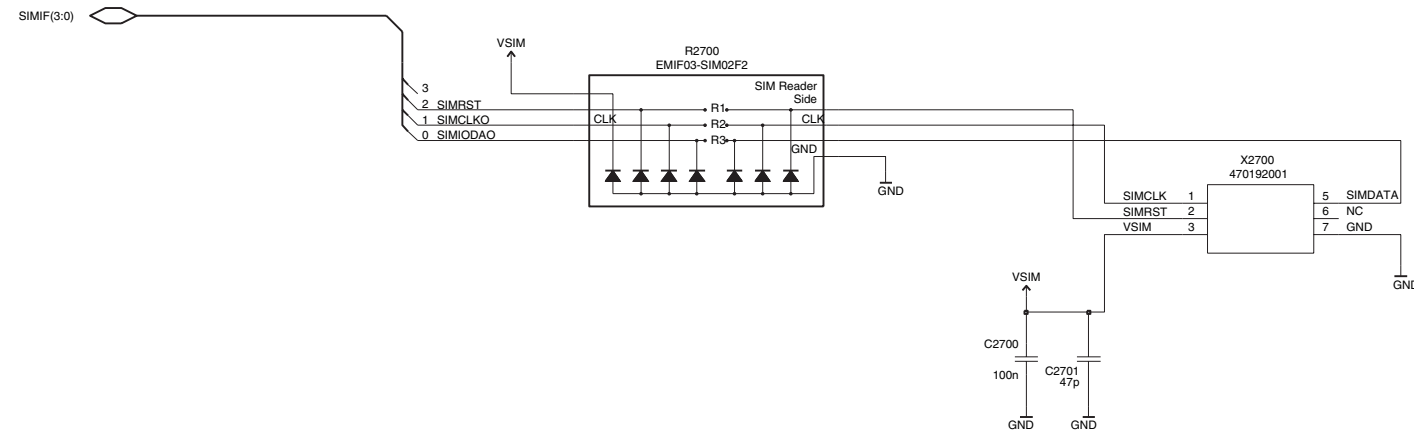 SIMIF(3:0)
VSIM
R2700
EMIF03-SIM02F2
SIM Reader
Side
3
2 SIMRST
R1
1 SIMCLKO
CLK
R2
CLK
0 SIMIODAO
R3
GND
GND
X2700
470192001
SIMCLK 1
5 SIMDATA
SIMRST 2
6 NC
VSIM 3
7 GND
GND
VSIM
C2700
100n
C2701
47p
GND
GND